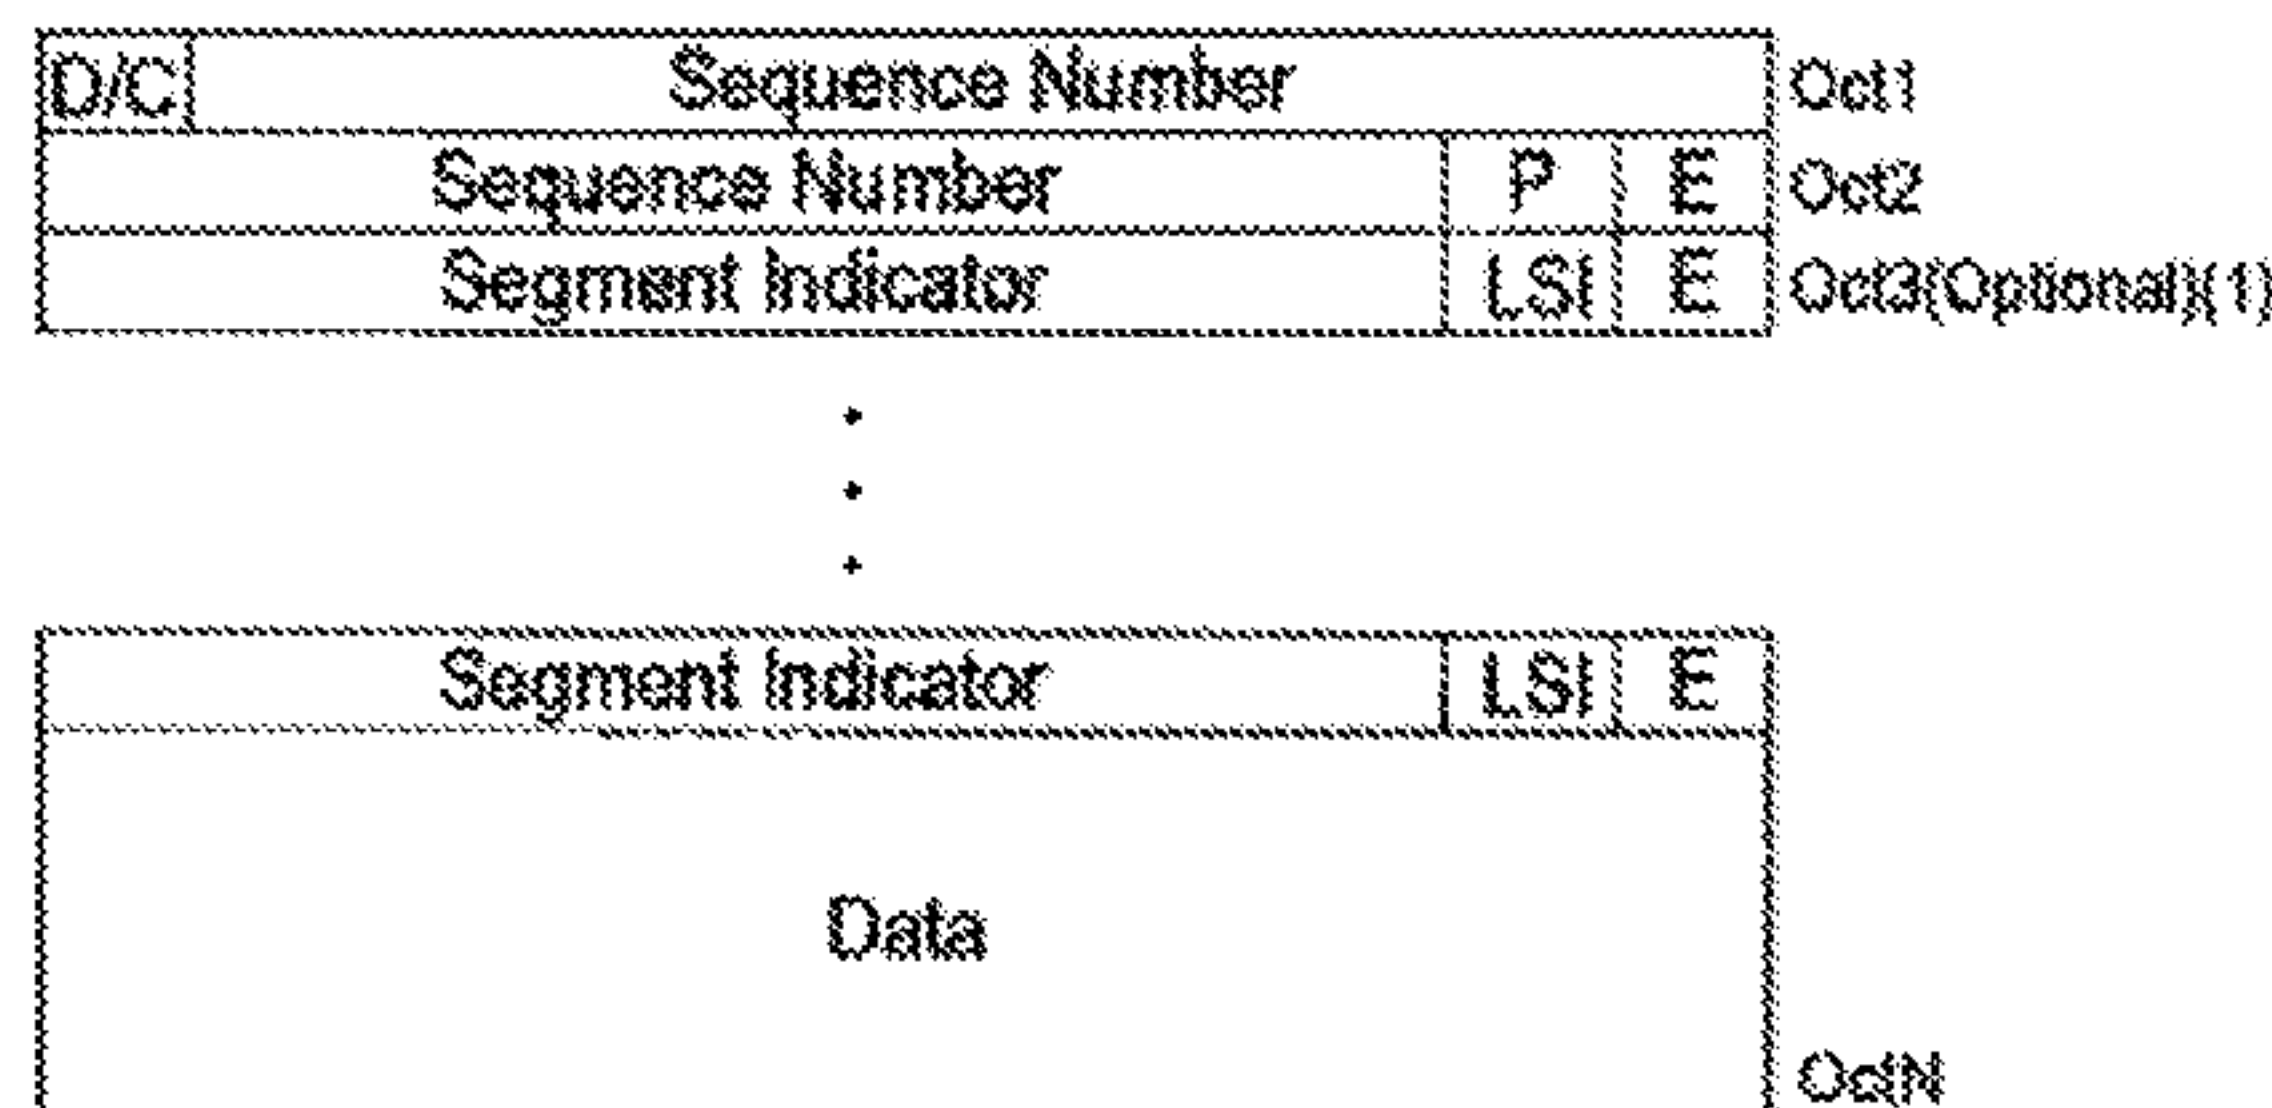 D/C Sequence Number Oct1
Sequence Number P E Oct2
Segment Indicator LSI E Oct3(Optional)(1)
Segment Indicator LSI E
Data
OctN